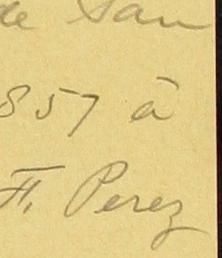 de San
857 à
F. Perez